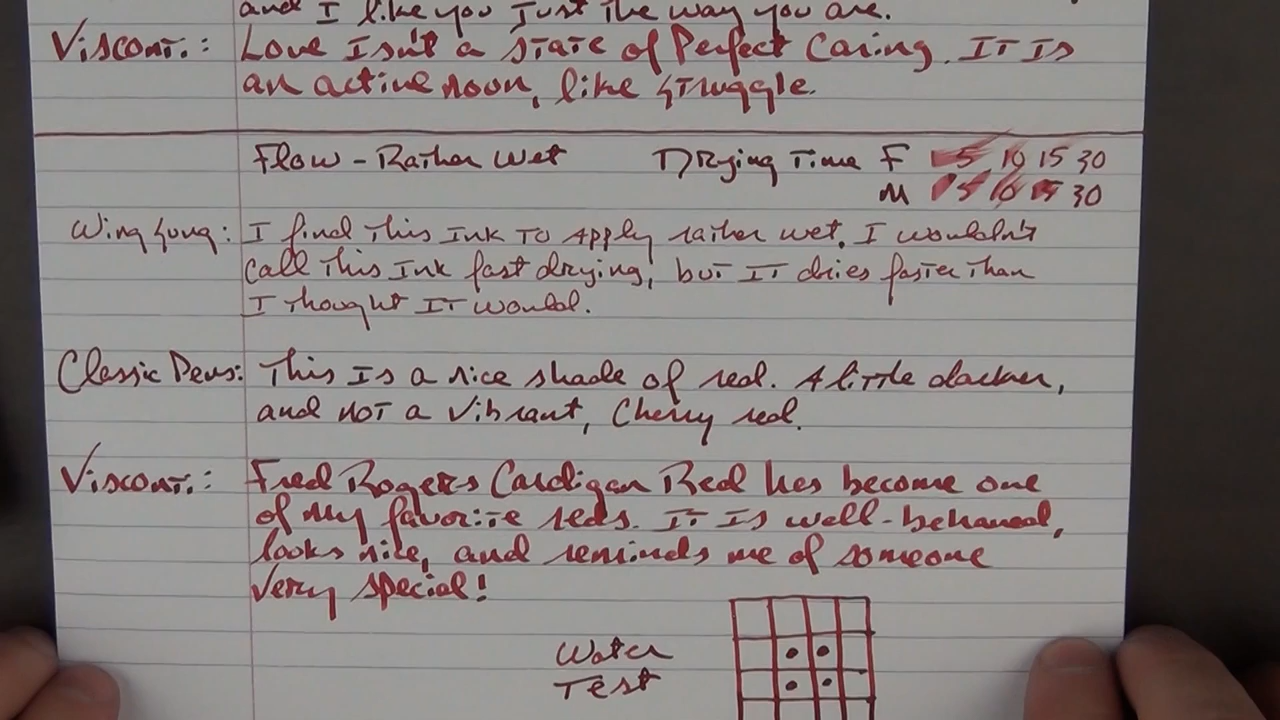 and I like you just the way you are.
Visconti: Love Isn't a state of Perfect Caring. It Is
an active noun, like struggle.
Flow - Rather Wet Drying Time F 5 10 15 30
M 5 10 15 30
Wing Sung: I find This Ink To Apply rather wet. I wouldn't
call This Ink fast drying, but It dries faster Than
I thought It would.
Classic Pens: This Is a nice shade of red. A little darker,
and not a vibrant, Cherry red.
Visconti: Fred Rogers Cardigan Red has become one
of my favorite reds. It Is well-behaved,
looks nice, and reminds me of someone
very special!
Water
Test